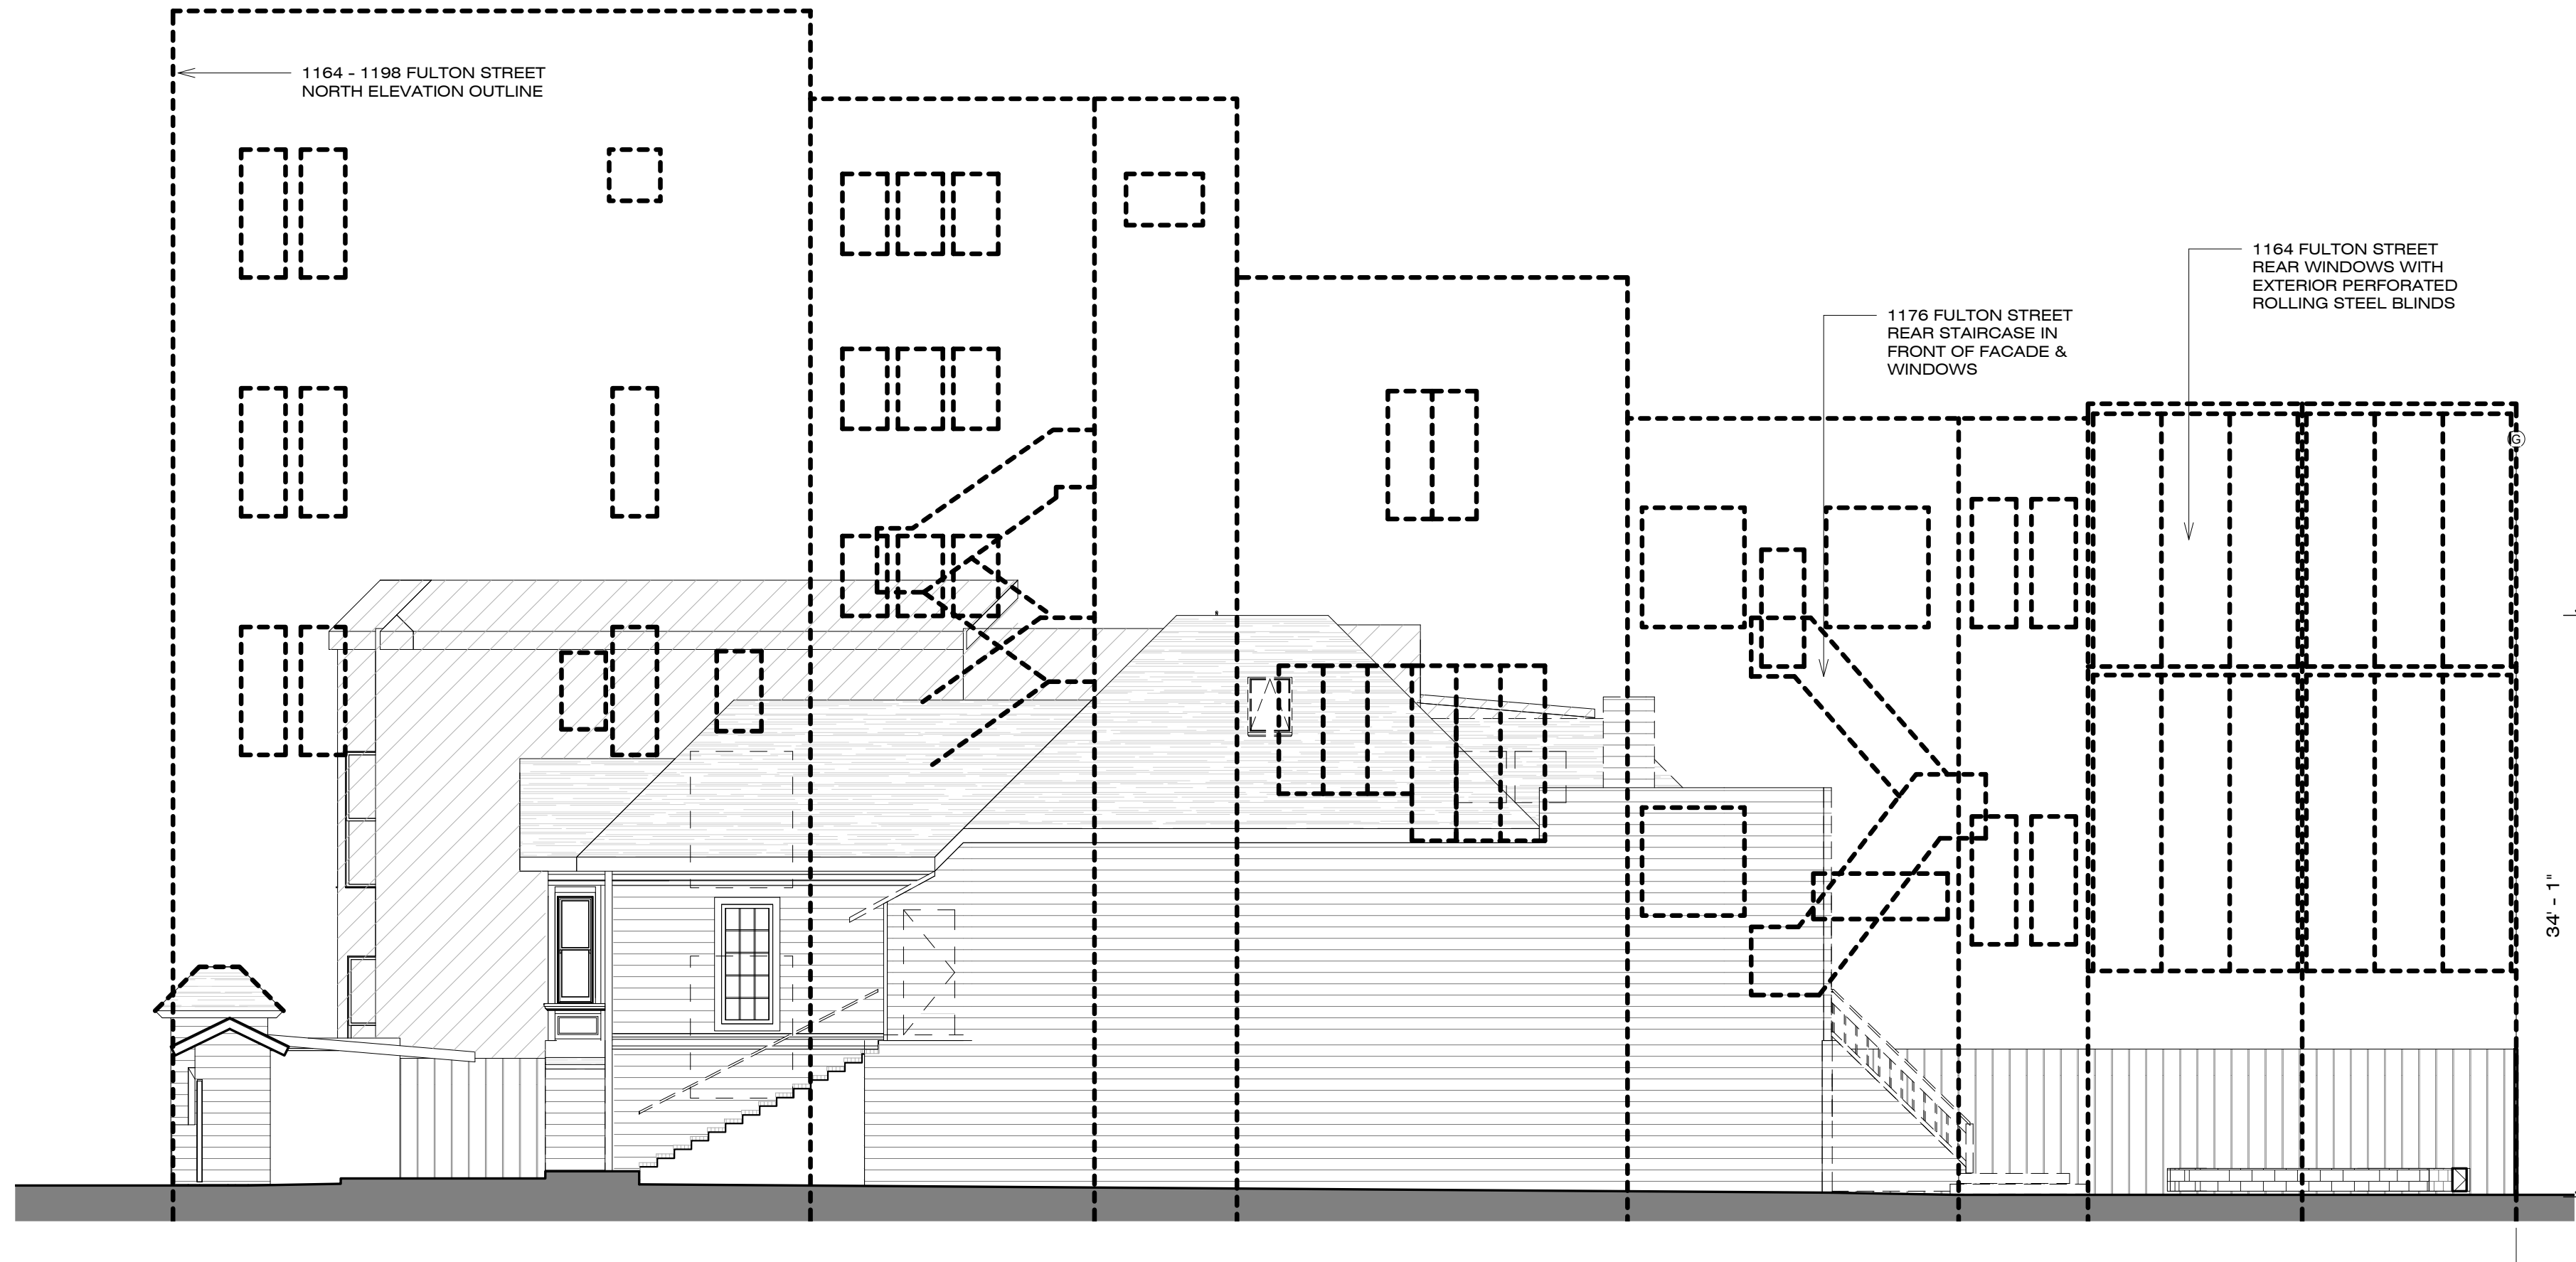 1164 - 1198 FULTON STREET
NORTH ELEVATION OUTLINE
1164 FULTON STREET
REAR WINDOWS WITH
EXTERIOR PERFORATED
ROLLING STEEL BLINDS
1176 FULTON STREET
REAR STAIRCASE IN
FRONT OF FACADE &
WINDOWS
G
34' - 1"